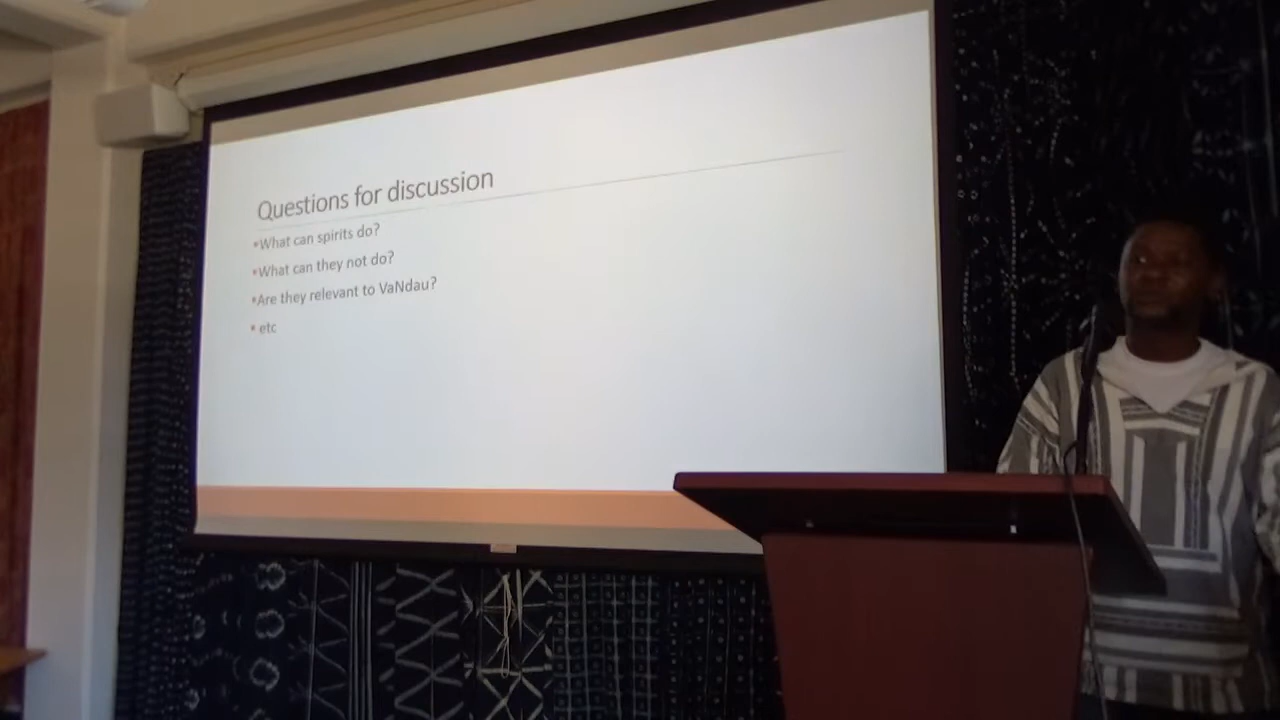 Questions for discussion
•What can spirits do?
•What can they not do?
•Are they relevant to VaNdau?
• etc